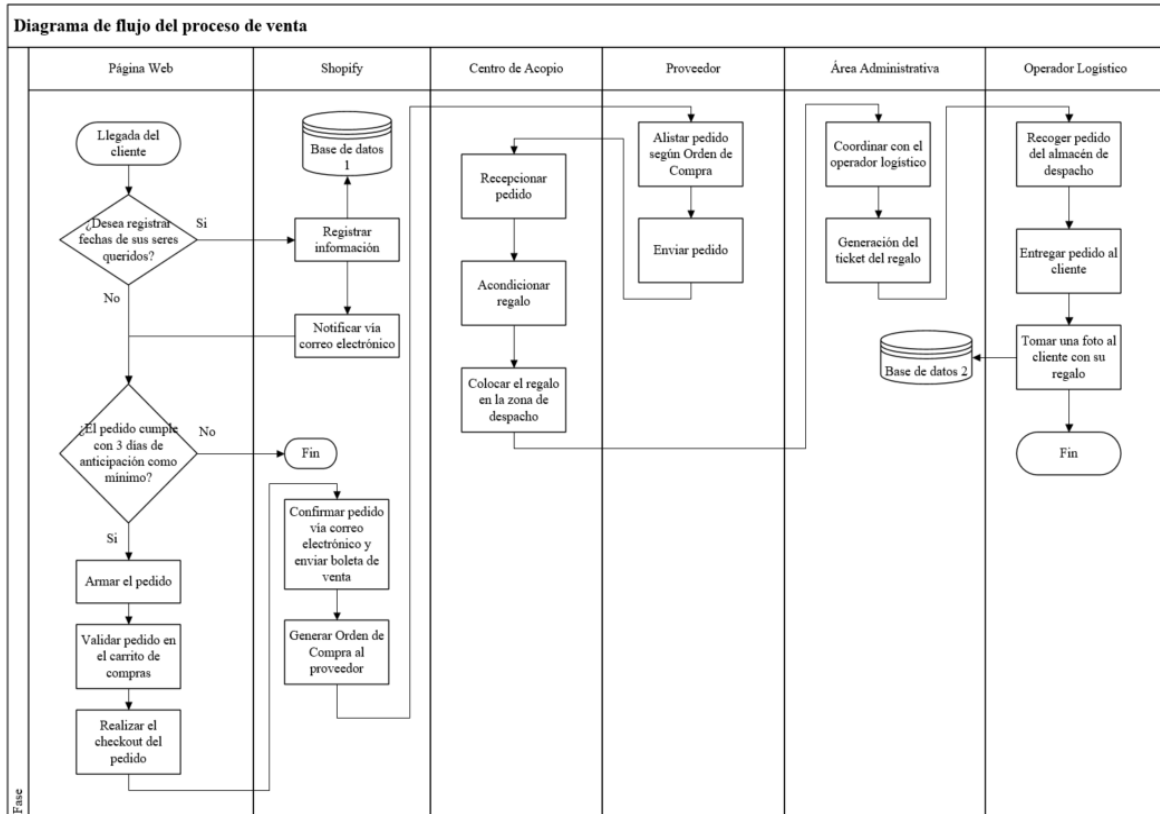 Diagrama de flujo del proceso de venta
Página Web
Shopify
Centro de Acopio
Proveedor
Área Administrativa
Operador Logístico
Llegada del
cliente
¿Desea registrar
fechas de sus seres
queridos?
Si
No
¿El pedido cumple
con 3 días de
anticipación como
mínimo?
No
Si
Armar el pedido
Validar pedido en
el carrito de
compras
Realizar el
checkout del
pedido
Base de datos
1
Registrar
información
Notificar vía
correo electrónico
Fin
Confirmar pedido
vía correo
electrónico y
enviar boleta de
venta
Generar Orden de
Compra al
proveedor
Recepcionar
pedido
Acondicionar
regalo
Colocar el regalo
en la zona de
despacho
Alistar pedido
según Orden de
Compra
Enviar pedido
Coordinar con el
operador logístico
Generación del
ticket del regalo
Base de datos 2
Recoger pedido
del almacén de
despacho
Entregar pedido al
cliente
Tomar una foto al
cliente con su
regalo
Fin
Fase